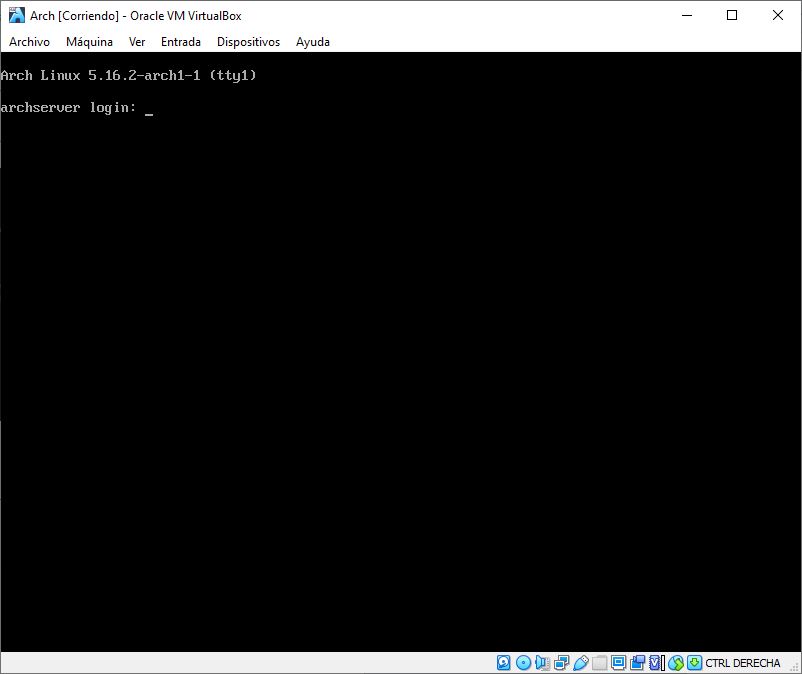 Arch [Corriendo] - Oracle VM VirtualBox
Archivo Máquina Ver Entrada Dispositivos Ayuda
Arch Linux 5.16.2-arch1-1 (tty1)
archserver login: _
CTRL DERECHA